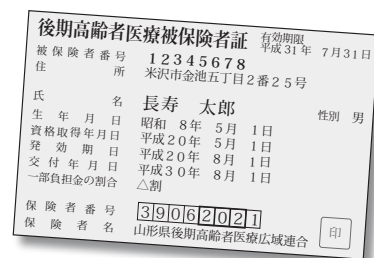 後期高齢者医療被保険者証 有効期限 平成31年 7月31日
被保険者番号 12345678
住所 米沢市金池五丁目2番25号
氏名 長寿 太郎 性別 男
生年月日 昭和 8年 5月 1日
資格取得年月日 平成20年 5月 1日
発効期日 平成20年 8月 1日
交付年月日 平成30年 8月 1日
一部負担金の割合 △割
保険者番号 39062021
保険者名 山形県後期高齢者医療広域連合 印